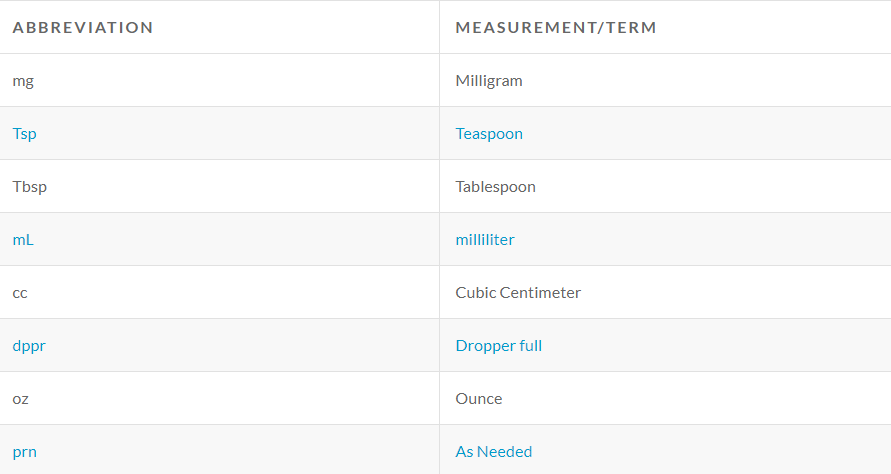 ABBREVIATION MEASUREMENT/TERM
mg Milligram
Tsp Teaspoon
Tbsp Tablespoon
mL milliliter
cc Cubic Centimeter
dppr Dropper full
oz Ounce
prn As Needed